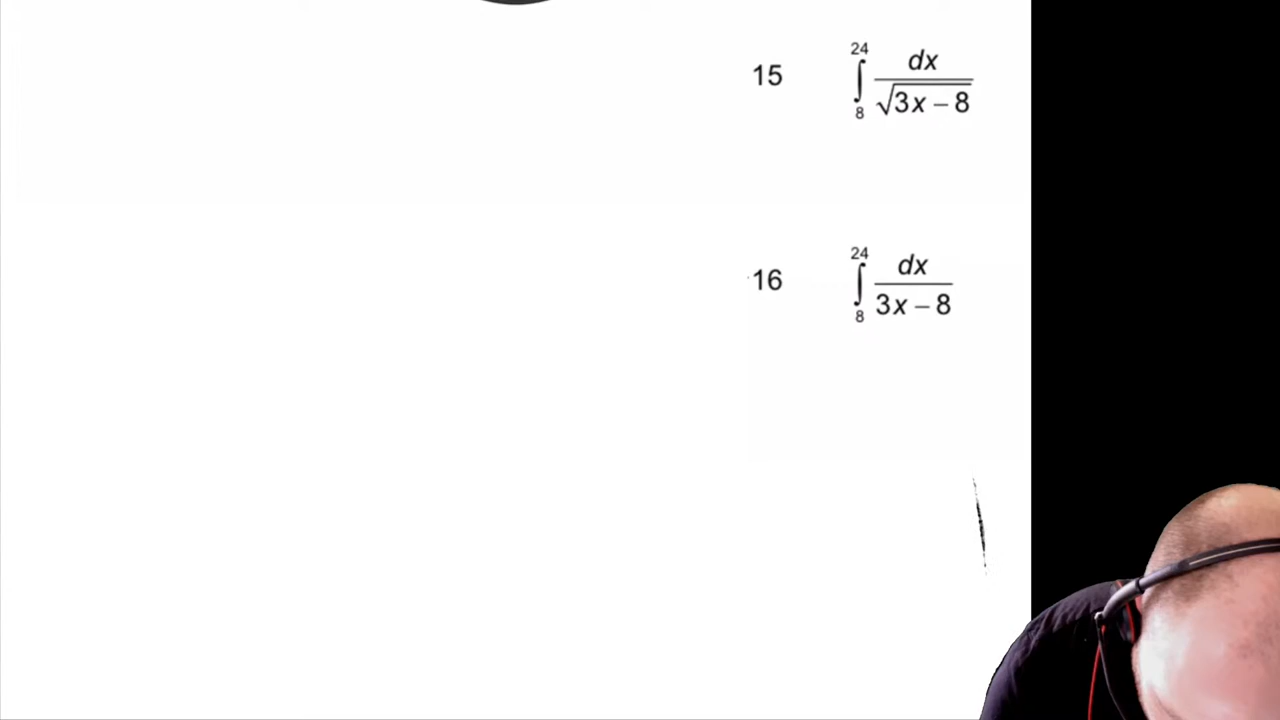 15 ∫₈²⁴ dx / √(3x – 8)
16 ∫₈²⁴ dx / (3x – 8)